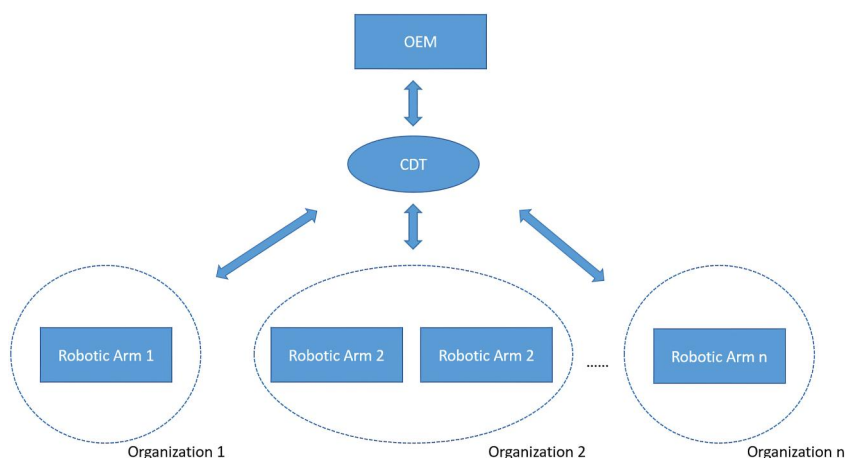 OEM
CDT
Robotic Arm 1
Robotic Arm 2
Robotic Arm 2
......
Robotic Arm n
Organization 1
Organization 2
Organization n